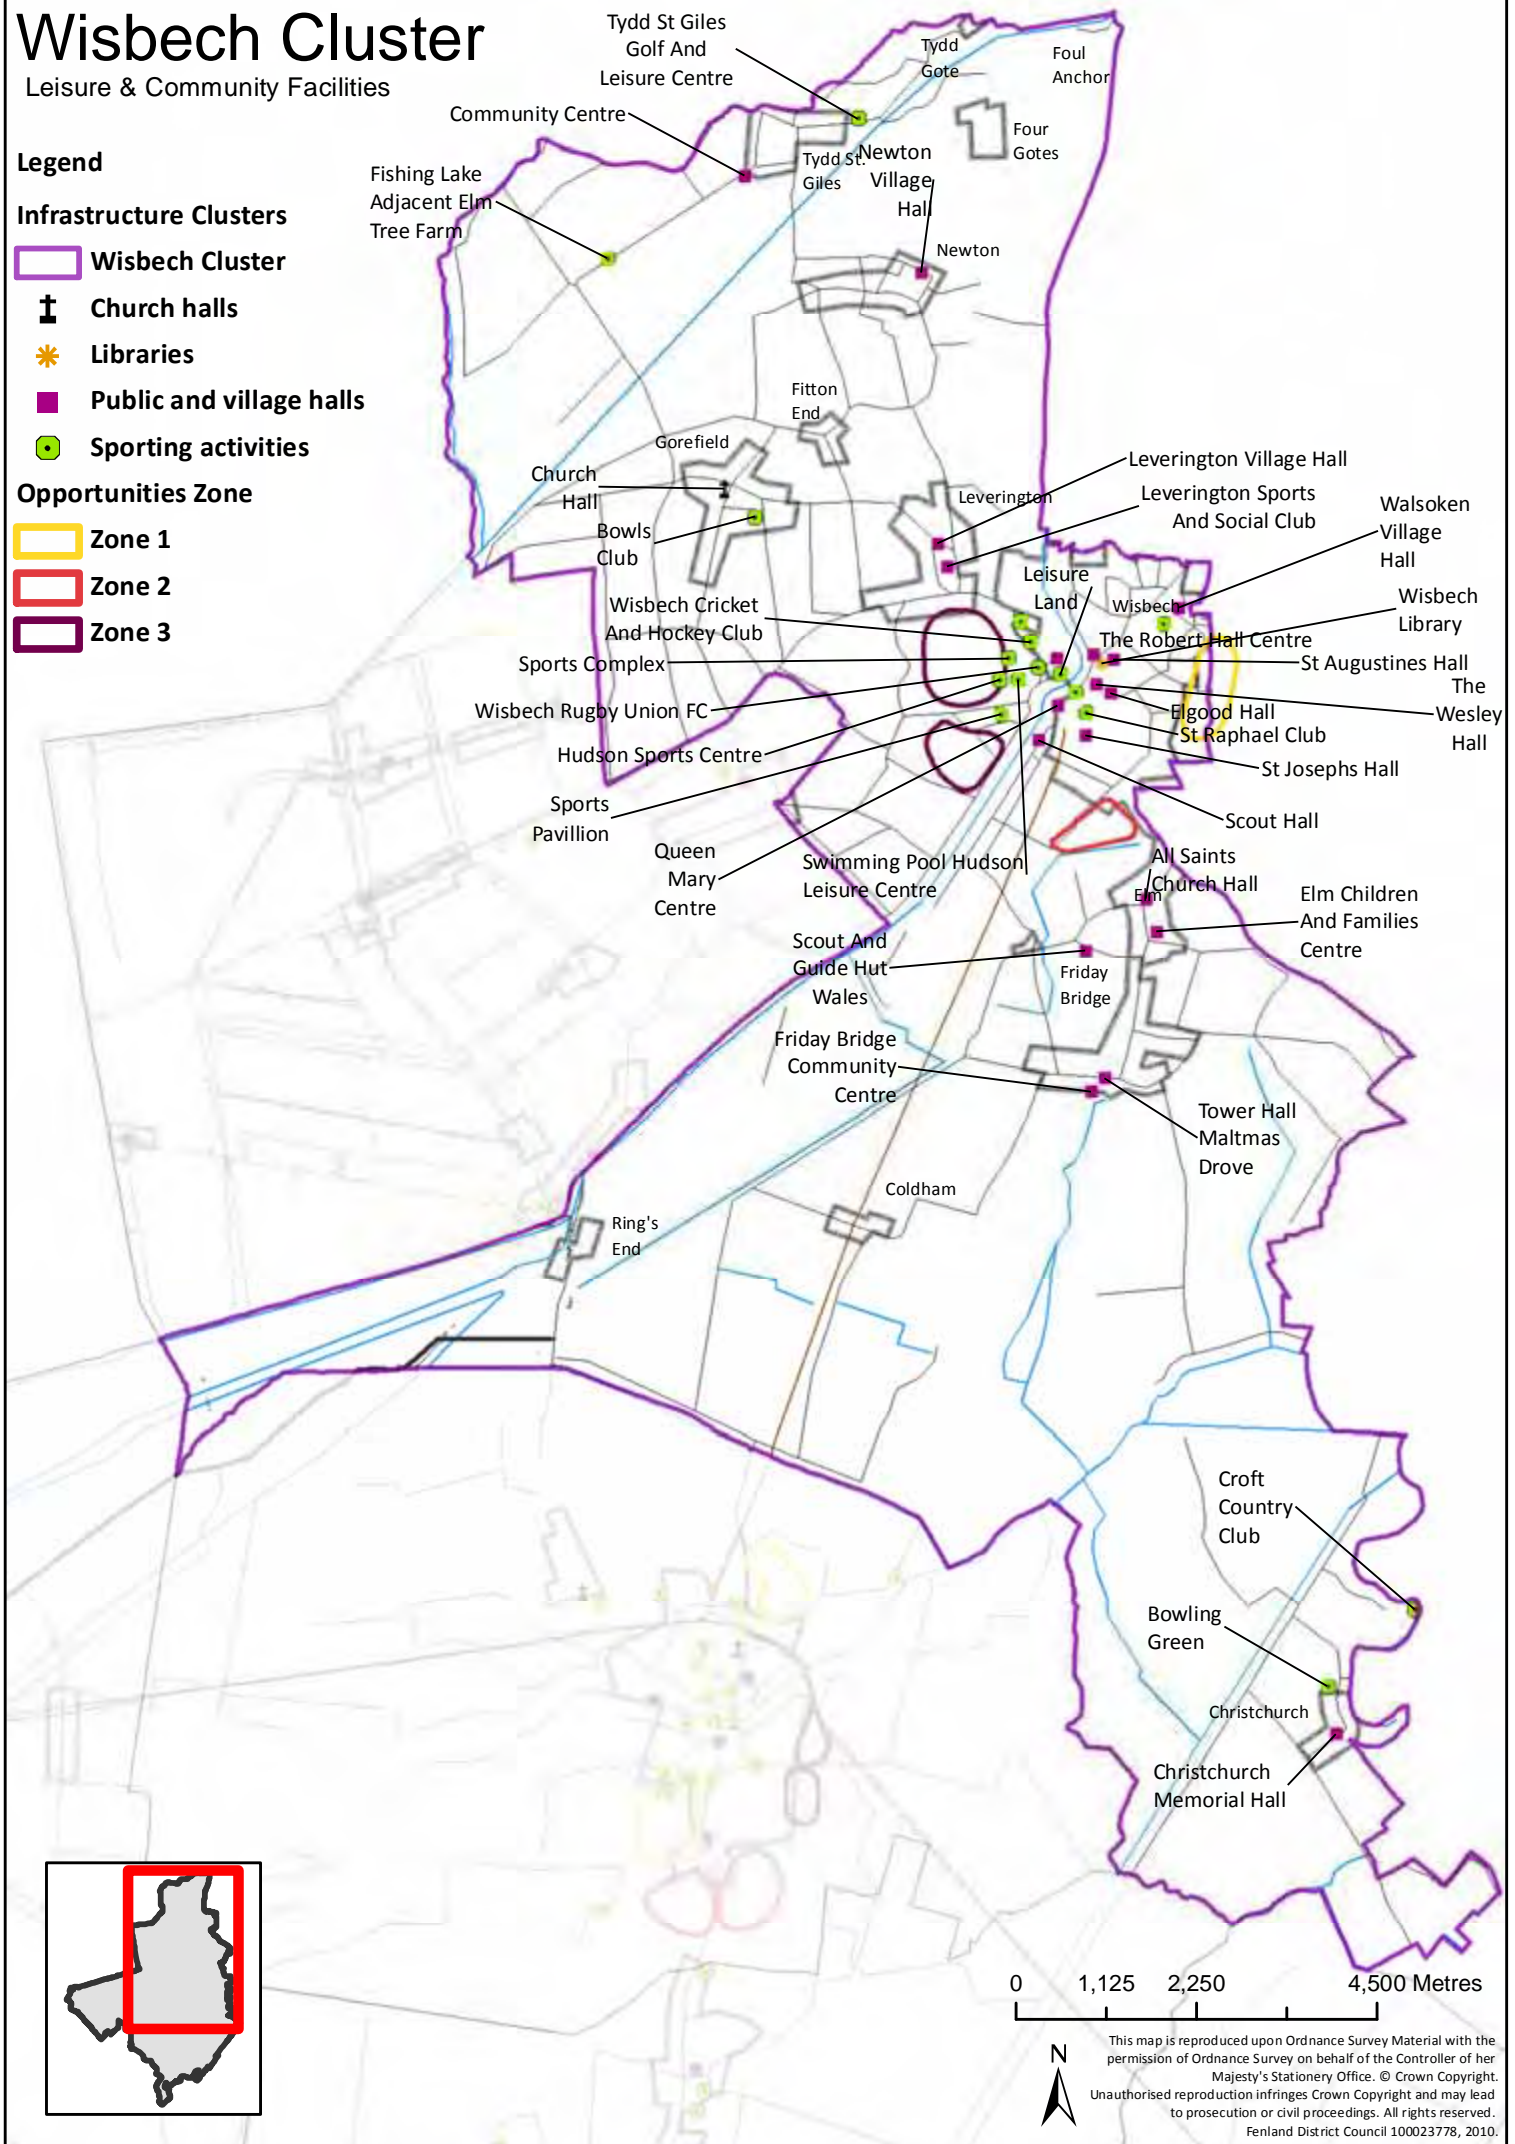 Wisbech Cluster
Leisure & Community Facilities
Legend
Infrastructure Clusters
Wisbech Cluster
Church halls
Libraries
Public and village halls
Sporting activities
Opportunities Zone
Zone 1
Zone 2
Zone 3
Tydd St Giles
Golf And
Leisure Centre
Community Centre
Fishing Lake
Adjacent Elm
Tree Farm
Tydd
Gote
Foul
Anchor
Four
Gotes
Tydd St.
Giles
Newton
Village
Hall
Newton
Fitton
End
Gorefield
Church
Hall
Bowls
Club
Leverington
Leverington Village Hall
Leverington Sports
And Social Club
Walsoken
Village
Hall
Leisure
Land
Wisbech
Wisbech
Library
Wisbech Cricket
And Hockey Club
The Robert Hall Centre
Sports Complex
St Augustines Hall
The
Wesley
Hall
Wisbech Rugby Union FC
Elgood Hall
St Raphael Club
Hudson Sports Centre
St Josephs Hall
Sports
Pavillion
Scout Hall
Queen
Mary
Centre
Swimming Pool Hudson
Leisure Centre
All Saints
Church Hall
Elm
Elm Children
And Families
Centre
Scout And
Guide Hut
Wales
Friday
Bridge
Friday Bridge
Community
Centre
Tower Hall
Maltmas
Drove
Coldham
Ring's
End
Croft
Country
Club
Bowling
Green
Christchurch
Christchurch
Memorial Hall
0 1,125 2,250 4,500 Metres
N
This map is reproduced upon Ordnance Survey Material with the
permission of Ordnance Survey on behalf of the Controller of her
Majesty's Stationery Office. © Crown Copyright.
Unauthorised reproduction infringes Crown Copyright and may lead
to prosecution or civil proceedings. All rights reserved.
Fenland District Council 100023778, 2010.